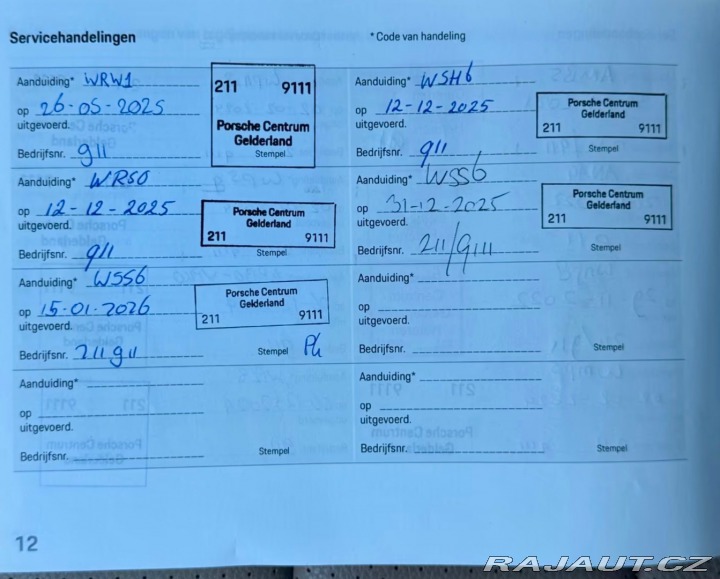 Servicehandelingen
* Code van handeling
Aanduiding* WRW1
op 26-05-2025
uitgevoerd.
Bedrijfsnr. 911
Stempel
211 9111
Porsche Centrum
Gelderland
Aanduiding* WSH6
op 12-12-2025
uitgevoerd.
Bedrijfsnr. 911
Stempel
Porsche Centrum
Gelderland
211 9111
Aanduiding* WR60
op 12-12-2025
uitgevoerd.
Bedrijfsnr. 911
Stempel
Porsche Centrum
Gelderland
211 9111
Aanduiding* WSS6
op 31-12-2025
uitgevoerd.
Bedrijfsnr. 211/9111
Stempel
Porsche Centrum
Gelderland
211 9111
Aanduiding* WSS6
op 15-01-2026
uitgevoerd.
Bedrijfsnr. 211911
Stempel
Porsche Centrum
Gelderland
211 9111
Aanduiding*
op
uitgevoerd.
Bedrijfsnr.
Stempel
Aanduiding*
op
uitgevoerd.
Bedrijfsnr.
Stempel
Aanduiding*
op
uitgevoerd.
Bedrijfsnr.
Stempel
12
RAJAUT.CZ